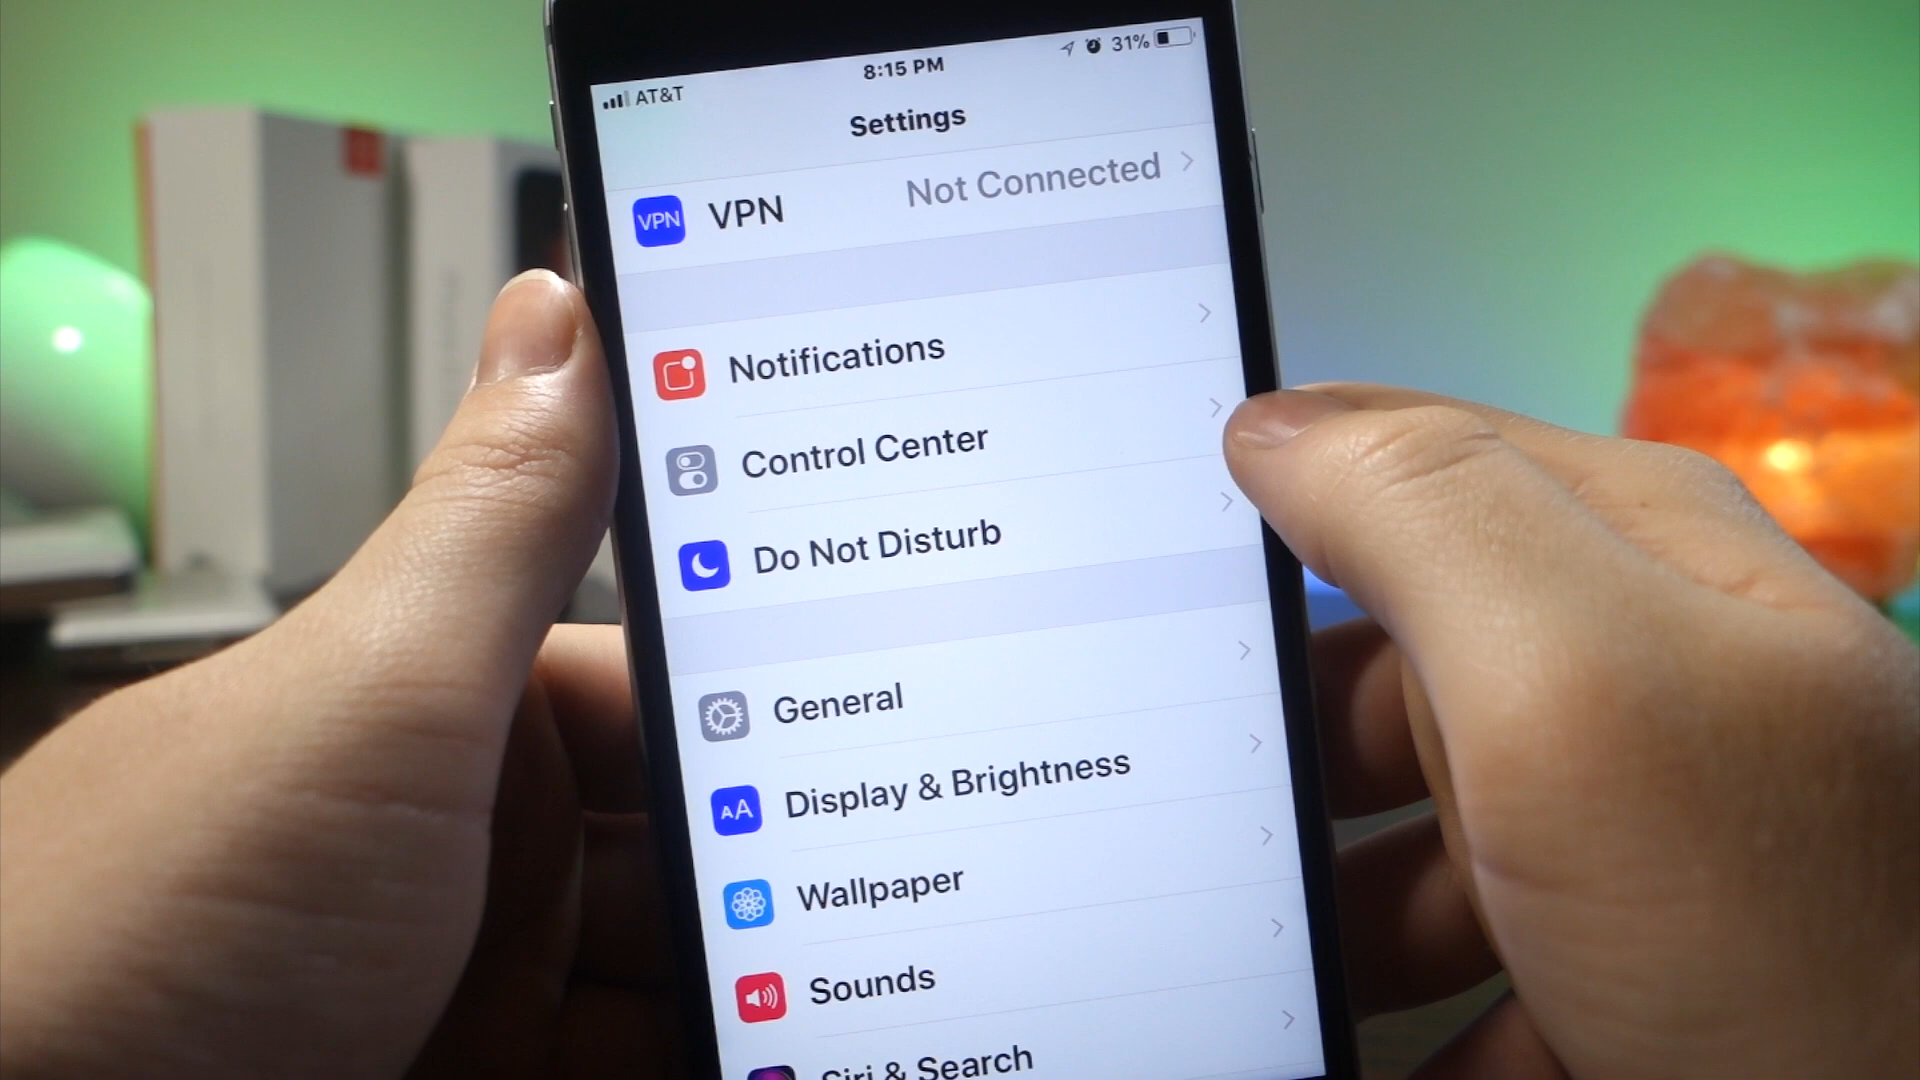 8:15 PM
31%
AT&T
Settings
VPN
VPN
Not Connected
Notifications
Control Center
Do Not Disturb
General
AA
Display & Brightness
Wallpaper
Sounds
Siri & Search